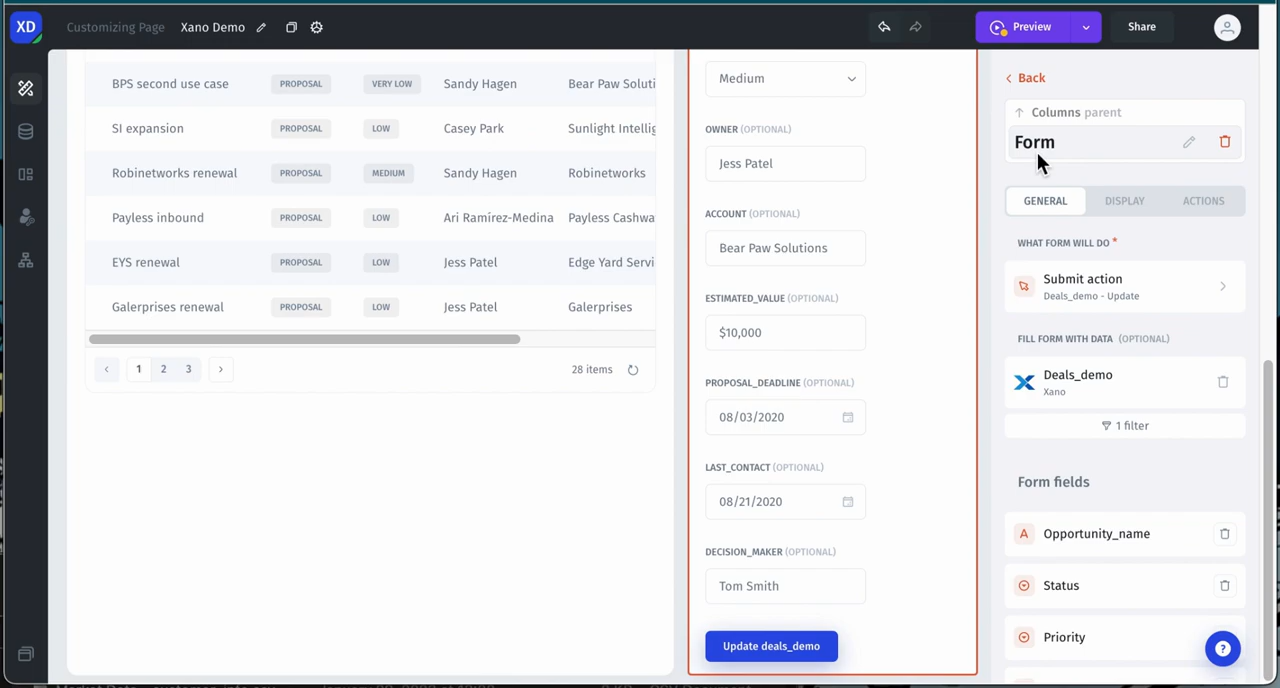 XD Customizing Page Xano Demo Preview Share
BPS second use case PROPOSAL VERY LOW Sandy Hagen Bear Paw Soluti
SI expansion PROPOSAL LOW Casey Park Sunlight Intellig
Robinetworks renewal PROPOSAL MEDIUM Sandy Hagen Robinetworks
Payless inbound PROPOSAL LOW Ari Ramírez-Medina Payless Cashwa
EYS renewal PROPOSAL LOW Jess Patel Edge Yard Servi
Galerprises renewal PROPOSAL LOW Jess Patel Galerprises
1 2 3 28 items
Medium
OWNER (OPTIONAL)
Jess Patel
ACCOUNT (OPTIONAL)
Bear Paw Solutions
ESTIMATED_VALUE (OPTIONAL)
$10,000
PROPOSAL_DEADLINE (OPTIONAL)
08/03/2020
LAST_CONTACT (OPTIONAL)
08/21/2020
DECISION_MAKER (OPTIONAL)
Tom Smith
Update deals_demo
Back
Columns parent
Form
GENERAL DISPLAY ACTIONS
WHAT FORM WILL DO *
Submit action
Deals_demo - Update
FILL FORM WITH DATA (OPTIONAL)
Deals_demo
Xano
1 filter
Form fields
A Opportunity_name
Status
Priority
?